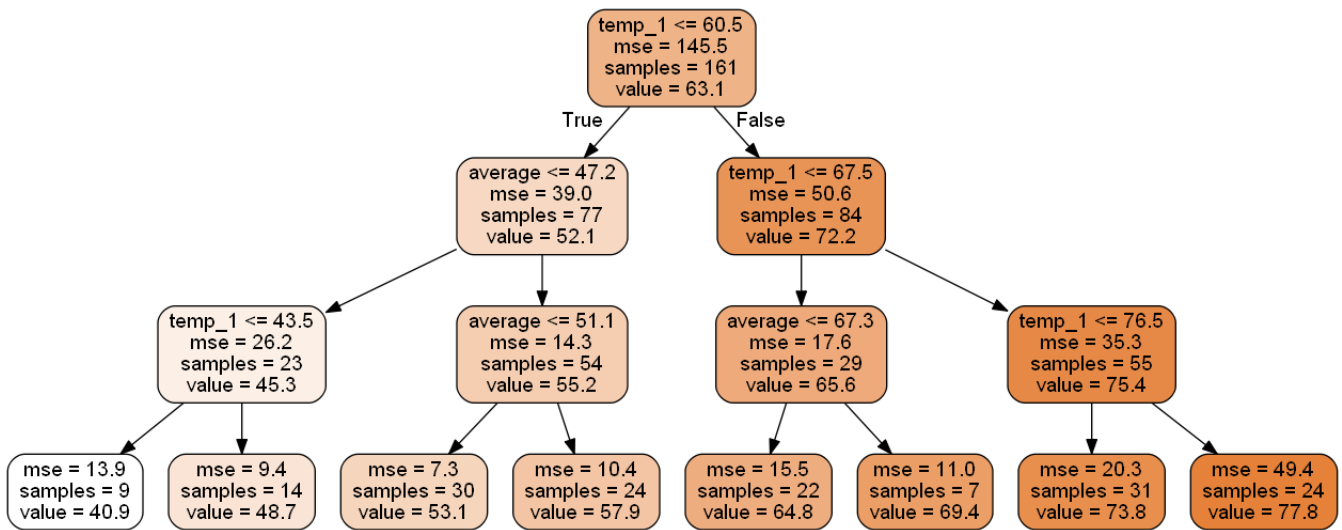 temp_1 <= 60.5
mse = 145.5
samples = 161
value = 63.1
True
False
average <= 47.2
mse = 39.0
samples = 77
value = 52.1
temp_1 <= 67.5
mse = 50.6
samples = 84
value = 72.2
temp_1 <= 43.5
mse = 26.2
samples = 23
value = 45.3
average <= 51.1
mse = 14.3
samples = 54
value = 55.2
average <= 67.3
mse = 17.6
samples = 29
value = 65.6
temp_1 <= 76.5
mse = 35.3
samples = 55
value = 75.4
mse = 13.9
samples = 9
value = 40.9
mse = 9.4
samples = 14
value = 48.7
mse = 7.3
samples = 30
value = 53.1
mse = 10.4
samples = 24
value = 57.9
mse = 15.5
samples = 22
value = 64.8
mse = 11.0
samples = 7
value = 69.4
mse = 20.3
samples = 31
value = 73.8
mse = 49.4
samples = 24
value = 77.8